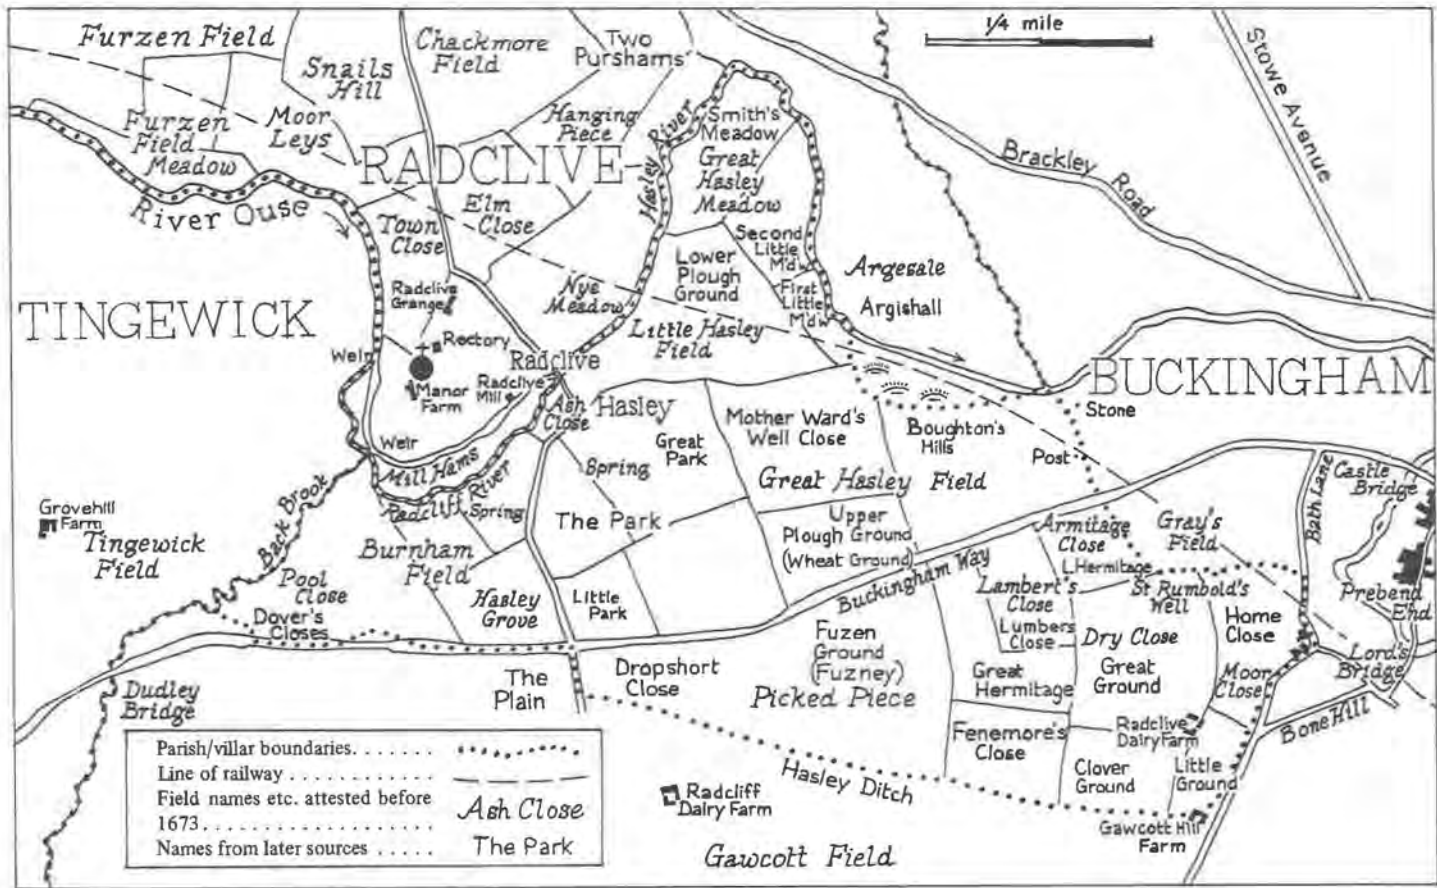 Furzen Field
Snails
Hill
Chackmore
Field
Two
Purshams
1/4 mile
Stowe Avenue
Furzen
Field
Meadow
Moor
Leys
Hanging
Piece
Hasley River
Smith's
Meadow
Great
Hasley
Meadow
Brackley
Road
RADCLIVE
River Ouse
Town
Close
Elm
Close
Second
Little
M'dw
First
Little
M'dw
Lower
Plough
Ground
Argesale
Argishall
Nye
Meadow
Radclive
Grange
TINGEWICK
Little Hasley
Field
Rectory
Weir
Radclive
Manor
Farm
Radclive
Mill
BUCKINGHAM
Ash
Close
Hasley
Great
Park
Mother Ward's
Well Close
Boughton's
Hills
Stone
Post
Weir
Mill Hams
Radcliff River
Spring
Spring
Great Hasley Field
Castle
Bridge
Bath Lane
Grovehill
Farm
Tingewick
Field
Back Brook
The Park
Upper
Plough Ground
(Wheat Ground)
Armitage
Close
Gray's
Field
L. Hermitage
Burnham
Field
Pool
Close
Dover's
Closes
Hasley
Grove
Little
Park
Buckingham Way
Lambert's
Close
St Rumbold's
Well
Prebend
End
Lumbers
Close
Dry Close
Home
Close
Fuzen
Ground
(Fuzney)
Picked Piece
Great
Hermitage
Great
Ground
Moor
Close
Lord's
Bridge
Dudley
Bridge
The
Plain
Dropshort
Close
Fenemore's
Close
Radclive
Dairy Farm
Bone Hill
Hasley Ditch
Clover
Ground
Little
Ground
Radcliff
Dairy Farm
Gawcott Hill
Farm
Gawcott Field
Parish/villar boundaries . . . . . .
Line of railway . . . . . . . . . . . .
Field names etc. attested before
1673 . . . . . . . . . . . . . . . . . . . . Ash Close
Names from later sources . . . . . The Park